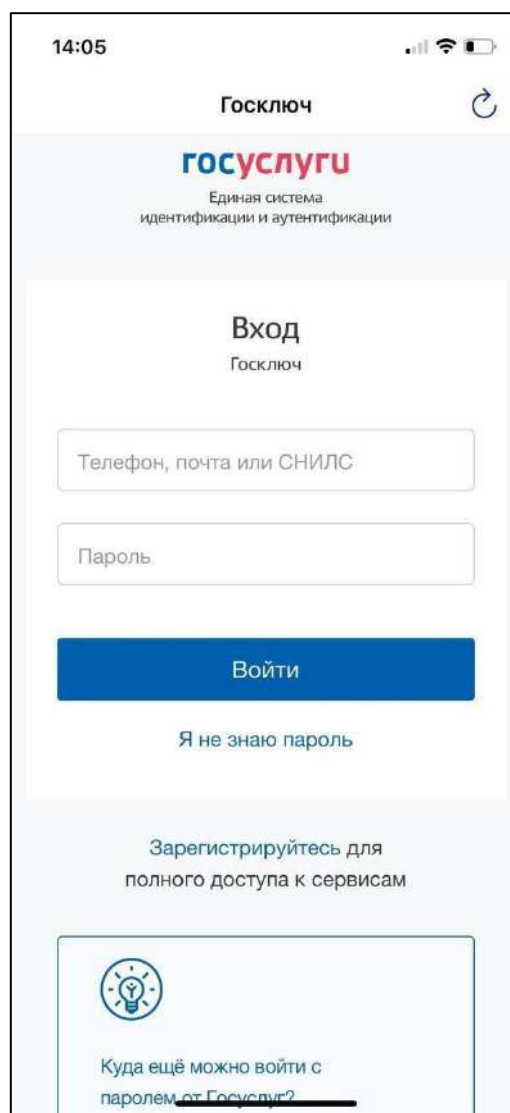 14:05
Госключ
госуслуги
Единая система
идентификации и аутентификации
Вход
Госключ
Телефон, почта или СНИЛС
Пароль
Войти
Я не знаю пароль
Зарегистрируйтесь для
полного доступа к сервисам
Куда ещё можно войти с
паролем от Госуслуг?